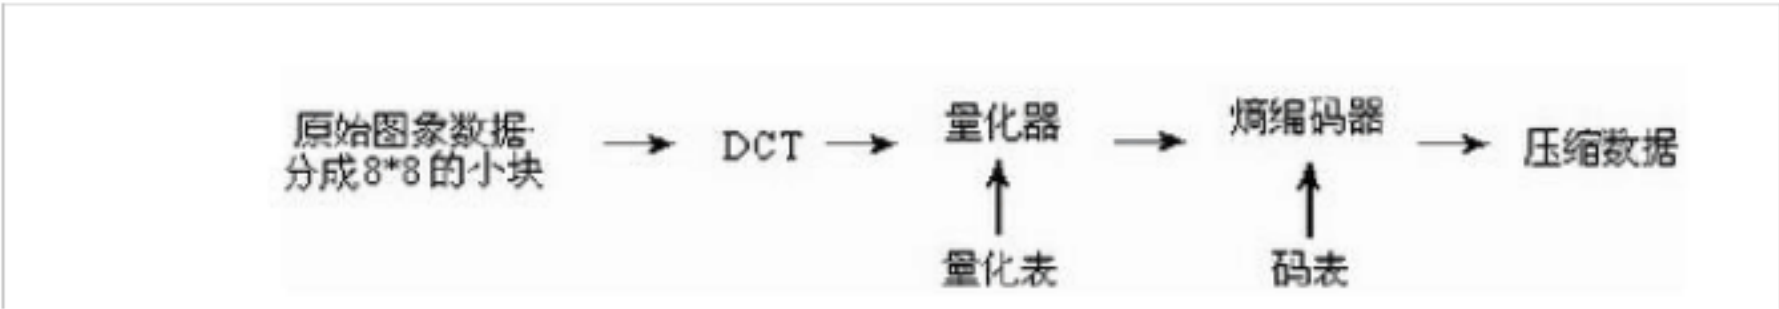 原始图象数据
分成8*8的小块
DCT
量化器
熵编码器
压缩数据
量化表
码表